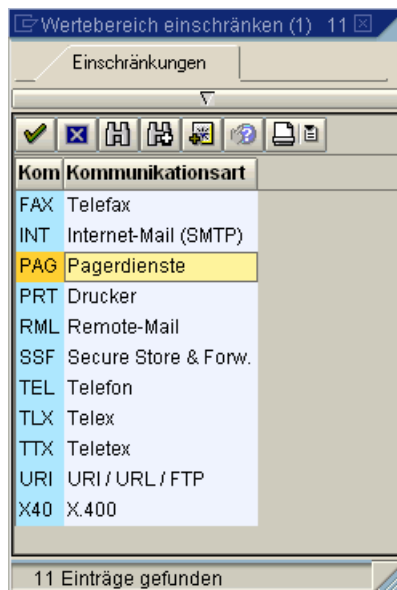 Wertebereich einschränken (1) 11
Einschränkungen
Kom Kommunikationsart
FAX Telefax
INT Internet-Mail (SMTP)
PAG Pagerdienste
PRT Drucker
RML Remote-Mail
SSF Secure Store & Forw.
TEL Telefon
TLX Telex
TTX Teletex
URI URI / URL / FTP
X40 X.400
11 Einträge gefunden